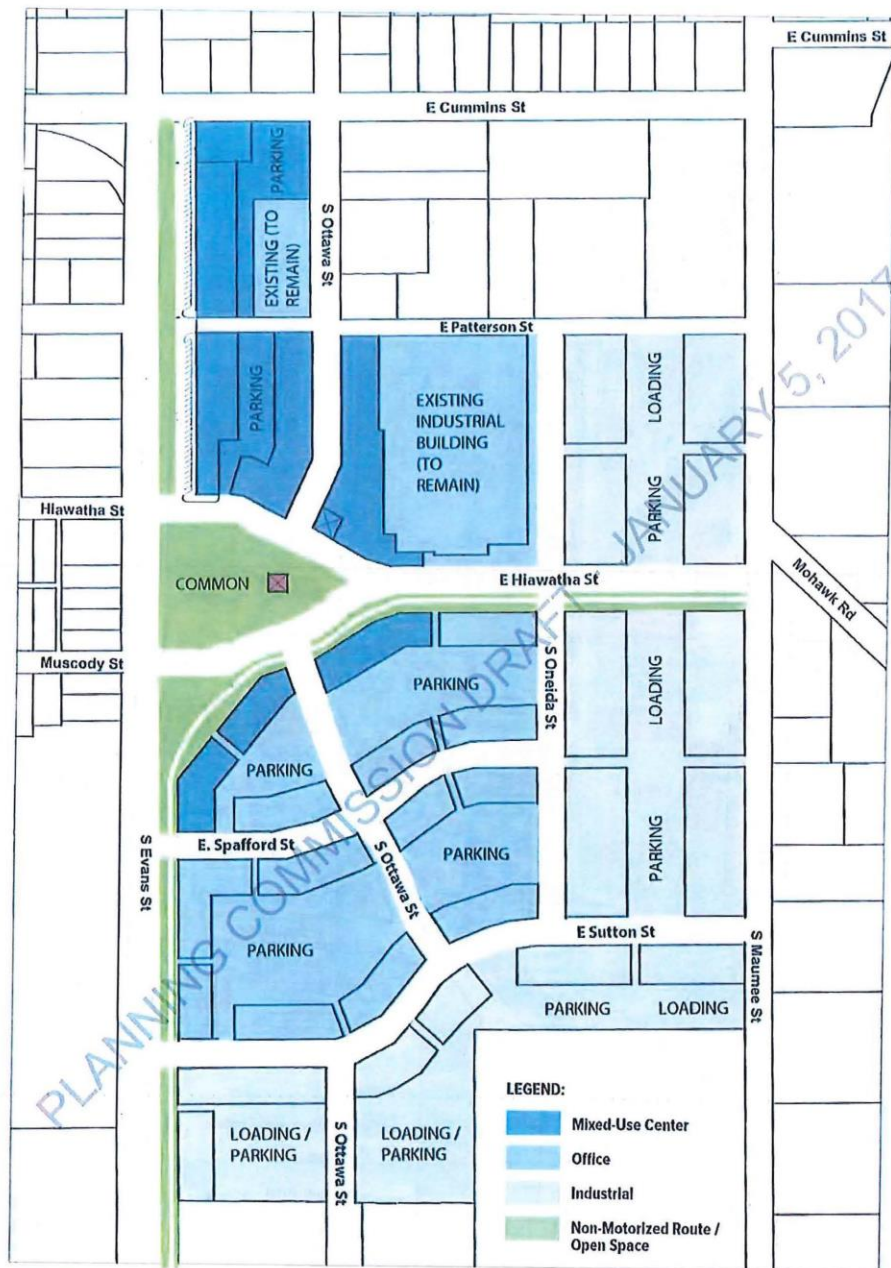 E Cummins St
E Cummins St
PARKING
EXISTING (TO
REMAIN)
S Ottawa St
E Patterson St
PARKING
EXISTING
INDUSTRIAL
BUILDING
(TO
REMAIN)
LOADING
PARKING
Hiawatha St
COMMON
E Hiawatha St
Mohawk Rd
Muscody St
PARKING
S Oneida St
LOADING
PARKING
PARKING
E. Spafford St
S Ottawa St
PARKING
S Evans St
PARKING
E Sutton St
S Maumee St
PARKING
LOADING
LOADING /
PARKING
S Ottawa St
LOADING /
PARKING
LEGEND:
Mixed-Use Center
Office
Industrial
Non-Motorized Route /
Open Space
PLANNING COMMISSION DRAFT - JANUARY 5, 2017